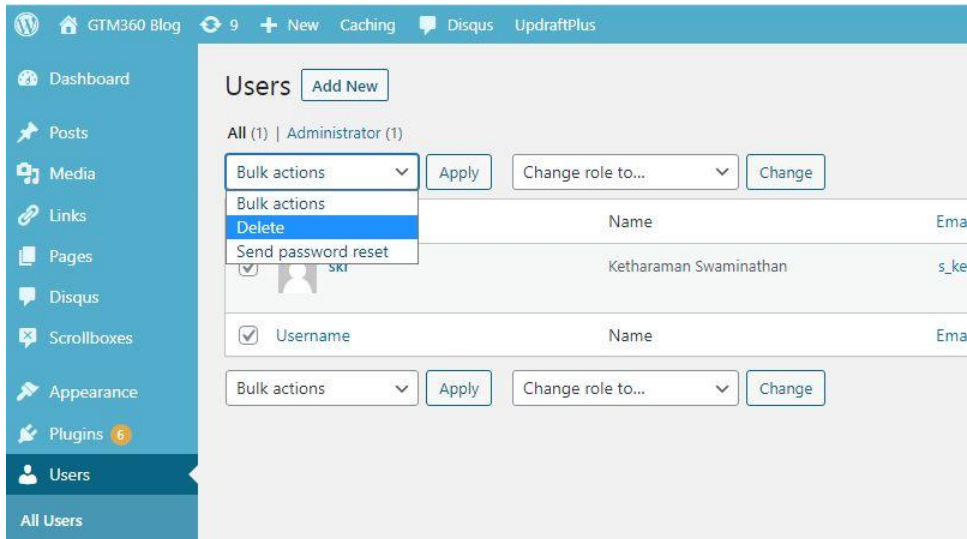 GTM360 Blog 9 New Caching Disqus UpdraftPlus
Dashboard
Posts
Media
Links
Pages
Disqus
Scrollboxes
Appearance
Plugins 6
Users
All Users
Users Add New
All (1) | Administrator (1)
Bulk actions Apply Change role to... Change
Bulk actions
Delete
Send password reset
Name Ema
Ketharaman Swaminathan s_ke
Username Name Ema
Bulk actions Apply Change role to... Change